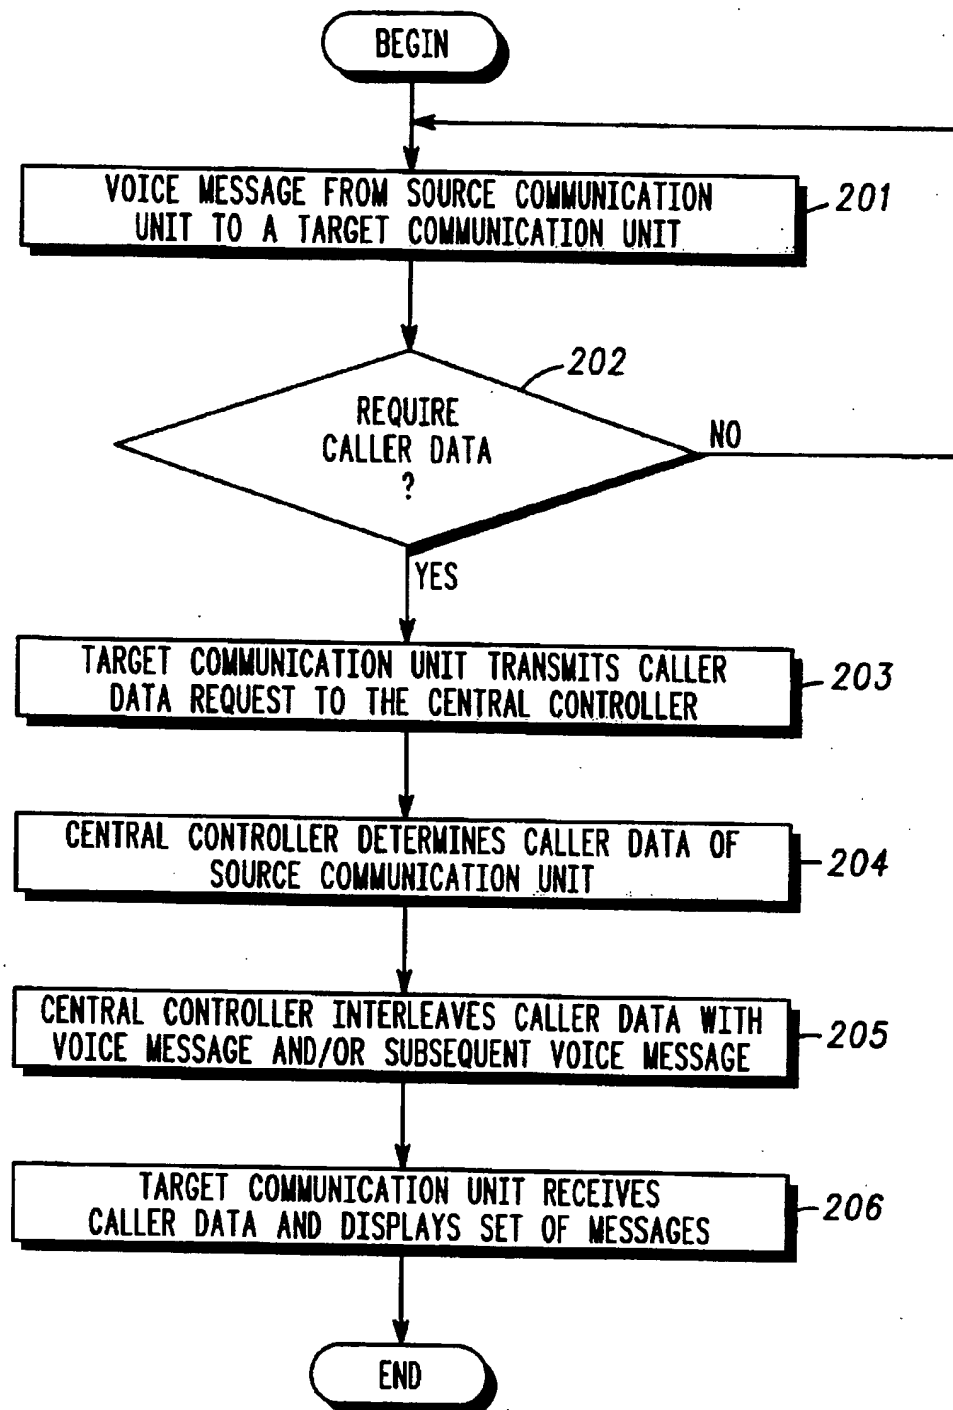 BEGIN
VOICE MESSAGE FROM SOURCE COMMUNICATION
UNIT TO A TARGET COMMUNICATION UNIT
201
202
REQUIRE
CALLER DATA
?
NO
YES
TARGET COMMUNICATION UNIT TRANSMITS CALLER
DATA REQUEST TO THE CENTRAL CONTROLLER
203
CENTRAL CONTROLLER DETERMINES CALLER DATA OF
SOURCE COMMUNICATION UNIT
204
CENTRAL CONTROLLER INTERLEAVES CALLER DATA WITH
VOICE MESSAGE AND/OR SUBSEQUENT VOICE MESSAGE
205
TARGET COMMUNICATION UNIT RECEIVES
CALLER DATA AND DISPLAYS SET OF MESSAGES
206
END